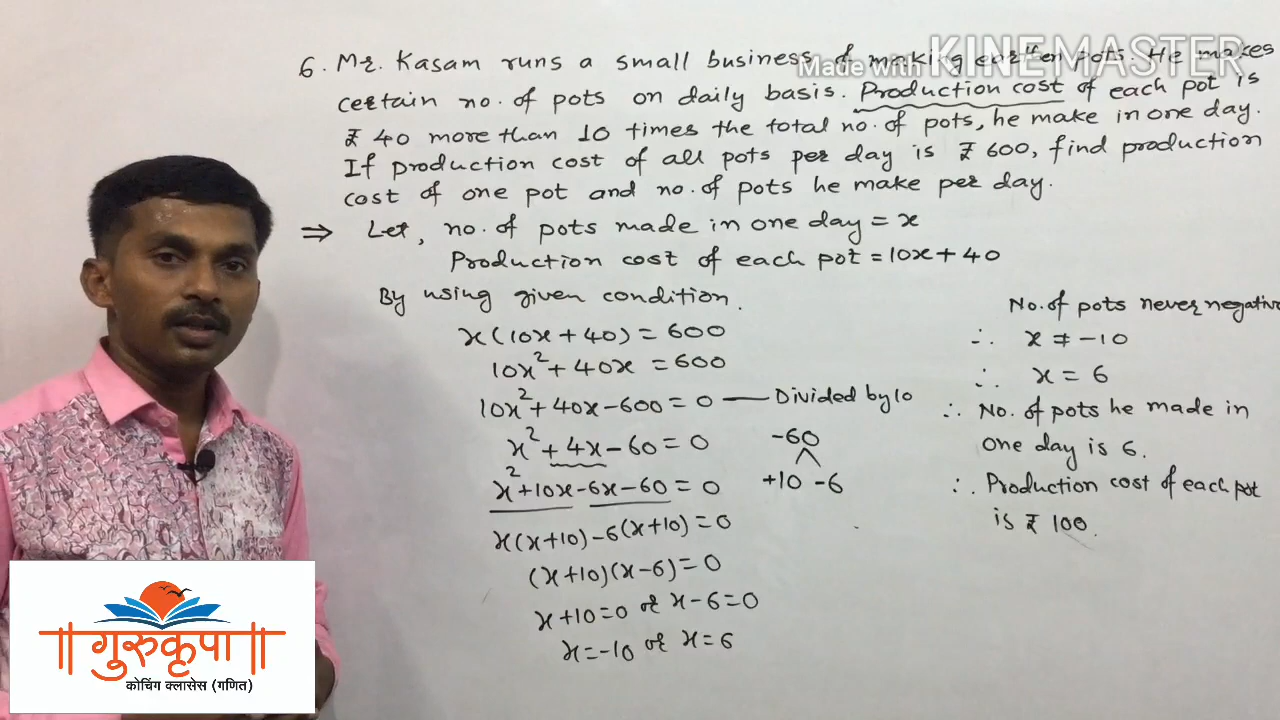 Made with KINEMASTER
6. Mr. Kasam runs a small business of making earthen pots. He makes
certain no. of pots on daily basis. Production cost of each pot is
₹ 40 more than 10 times the total no. of pots, he make in one day.
If production cost of all pots per day is ₹ 600, find production
cost of one pot and no. of pots he make per day.
⇒ Let, no. of pots made in one day = x
Production cost of each pot = 10x + 40
By using given condition.
x(10x + 40) = 600
10x² + 40x = 600
10x² + 40x - 600 = 0 — Divided by 10
x² + 4x - 60 = 0
-60
+10 -6
x² + 10x - 6x - 60 = 0
x(x+10) - 6(x+10) = 0
(x+10)(x-6) = 0
x+10=0 or x-6=0
x=-10 or x=6
No. of pots never negative
∴ x ≠ -10
∴ x = 6
∴ No. of pots he made in
one day is 6.
∴ Production cost of each pot
is ₹ 100.
॥ गुरुकृपा ॥
कोचिंग क्लासेस (गणित)